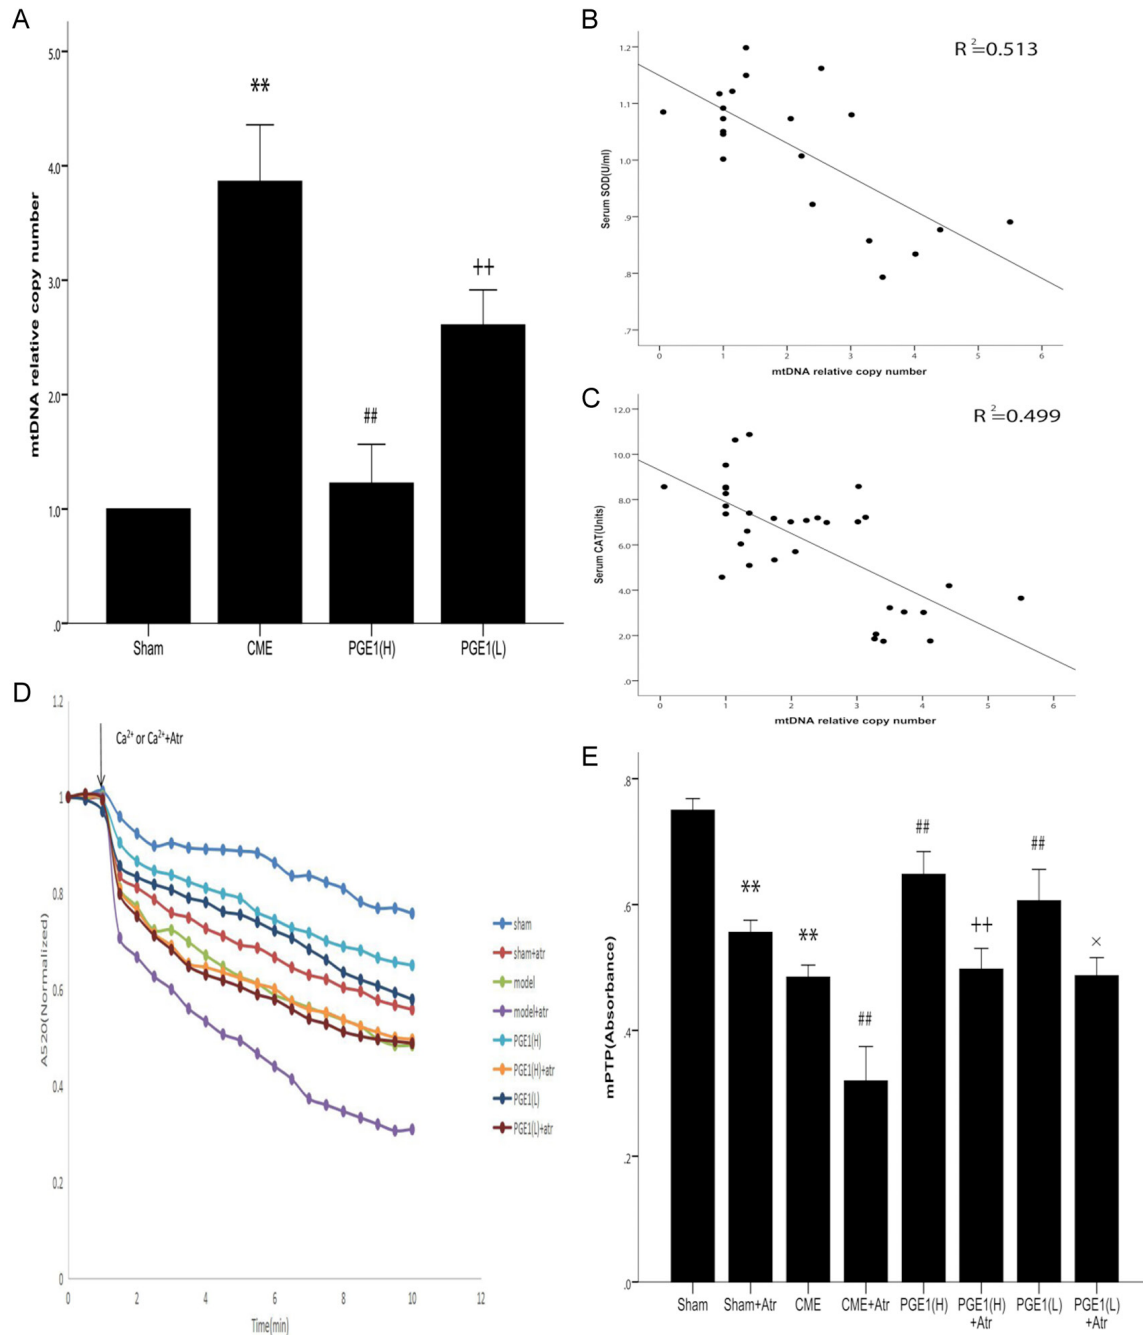 A
5.0
4.0
3.0
2.0
1.0
.0
mtDNA relative copy number
**
##
++
Sham CME PGE1(H) PGE1(L)
B
R²=0.513
1.2
1.1
1.0
.9
.8
.7
Serum SOD(U/ml)
0 1 2 3 4 5 6
mtDNA relative copy number
C
R²=0.499
12.0
10.0
8.0
6.0
4.0
2.0
.0
Serum CAT(Units)
0 1 2 3 4 5 6
mtDNA relative copy number
D
1.2
1
0.8
0.6
0.4
0.2
0
A520(Normalized)
Ca²⁺ or Ca²⁺+Atr
sham
sham+atr
model
model+atr
PGE1(H)
PGE1(H)+atr
PGE1(L)
PGE1(L)+atr
0 2 4 6 8 10 12
Time(min)
E
.8
.6
.4
.2
.0
mPTP(Absorbance)
**
**
##
##
++
##
×
Sham Sham+Atr CME CME+Atr PGE1(H) PGE1(H) PGE1(L) PGE1(L)
+Atr +Atr